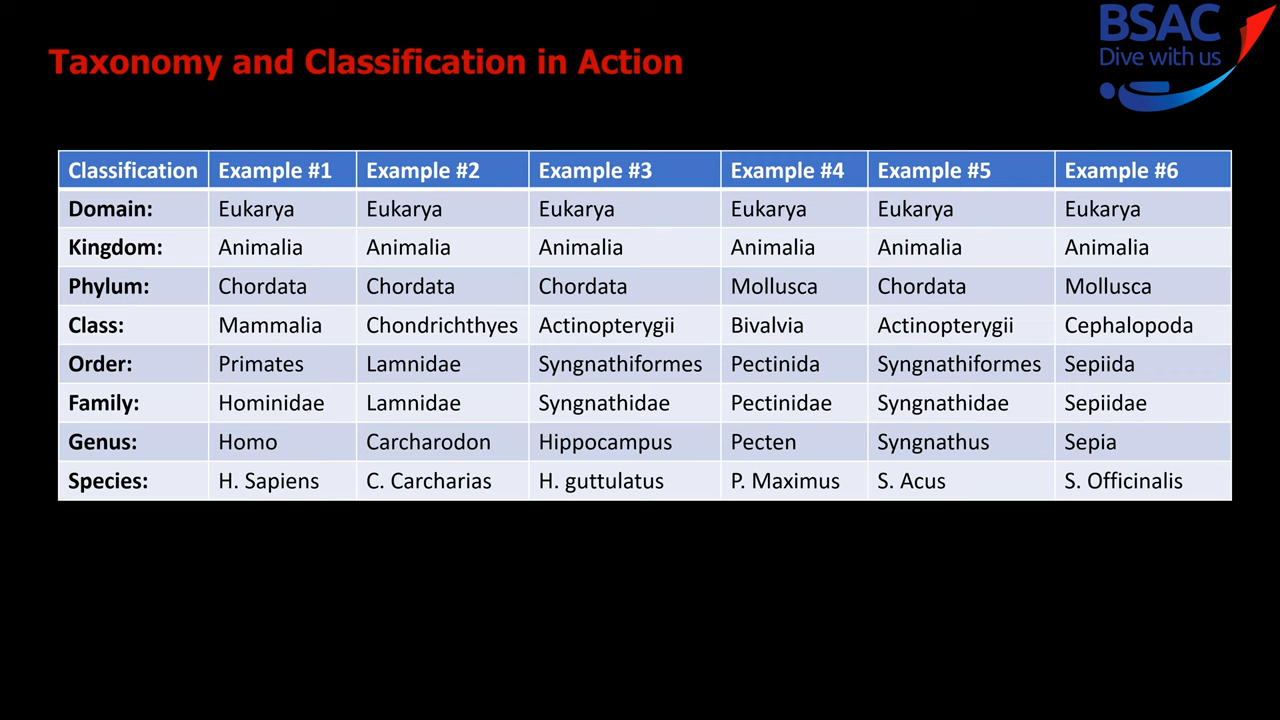 Taxonomy and Classification in Action
BSAC
Dive with us
Classification Example #1 Example #2 Example #3 Example #4 Example #5 Example #6
Domain: Eukarya Eukarya Eukarya Eukarya Eukarya Eukarya
Kingdom: Animalia Animalia Animalia Animalia Animalia Animalia
Phylum: Chordata Chordata Chordata Mollusca Chordata Mollusca
Class: Mammalia Chondrichthyes Actinopterygii Bivalvia Actinopterygii Cephalopoda
Order: Primates Lamnidae Syngnathiformes Pectinida Syngnathiformes Sepiida
Family: Hominidae Lamnidae Syngnathidae Pectinidae Syngnathidae Sepiidae
Genus: Homo Carcharodon Hippocampus Pecten Syngnathus Sepia
Species: H. Sapiens C. Carcharias H. guttulatus P. Maximus S. Acus S. Officinalis